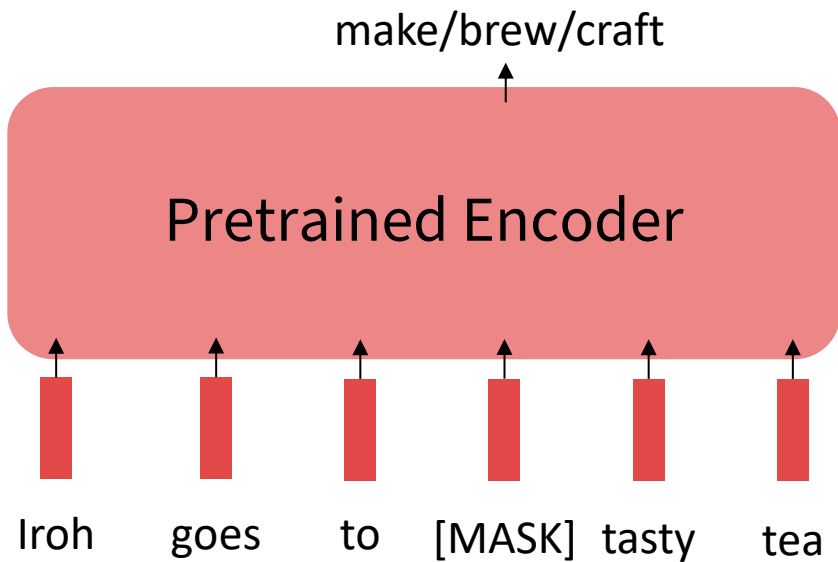 make/brew/craft
Pretrained Encoder
Iroh goes to [MASK] tasty tea